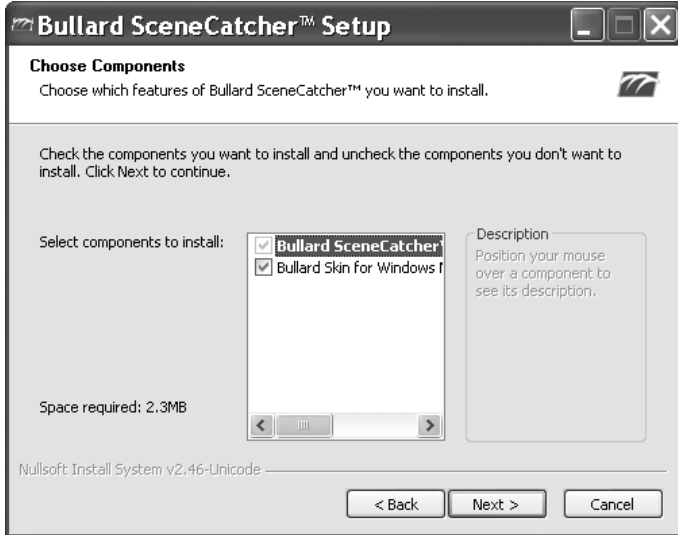 Bullard SceneCatcher™ Setup
Choose Components
Choose which features of Bullard SceneCatcher™ you want to install.
Check the components you want to install and uncheck the components you don't want to
install. Click Next to continue.
Select components to install:
Bullard SceneCatcher
Bullard Skin for Windows
Description
Position your mouse
over a component to
see its description.
Space required: 2.3MB
Nullsoft Install System v2.46-Unicode
< Back
Next >
Cancel